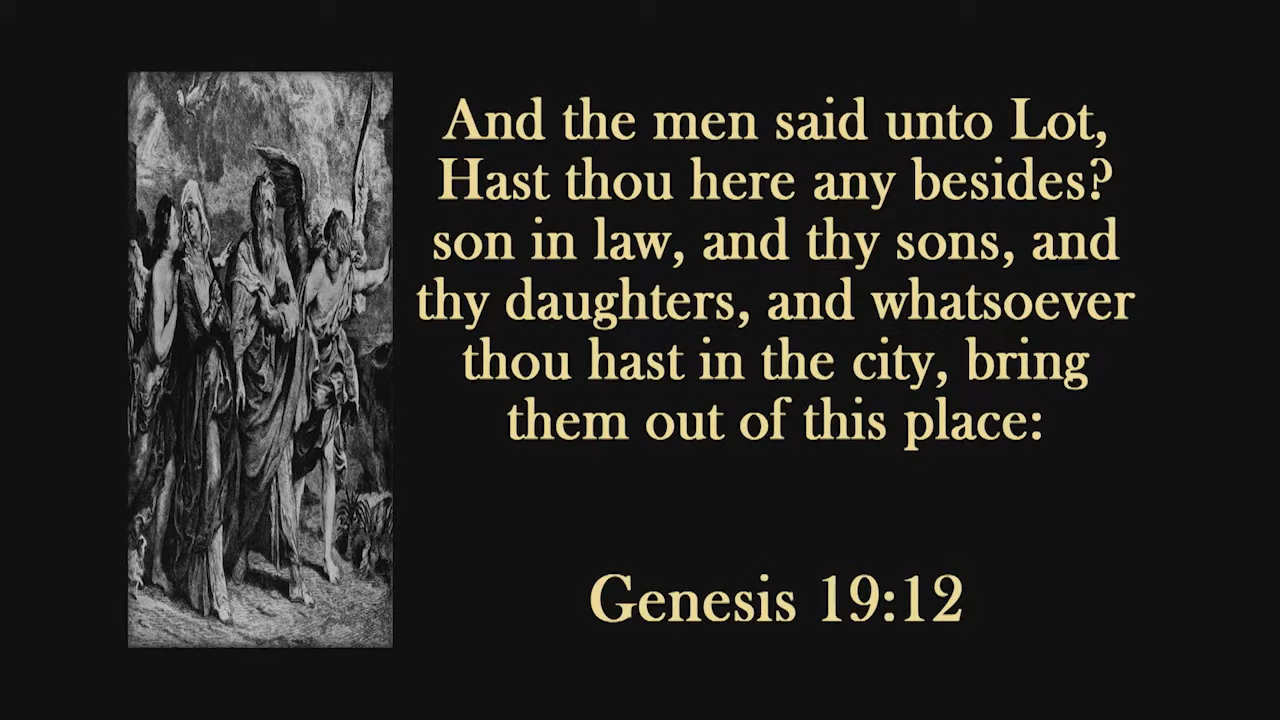 And the men said unto Lot,
Hast thou here any besides?
son in law, and thy sons, and
thy daughters, and whatsoever
thou hast in the city, bring
them out of this place:
Genesis 19:12